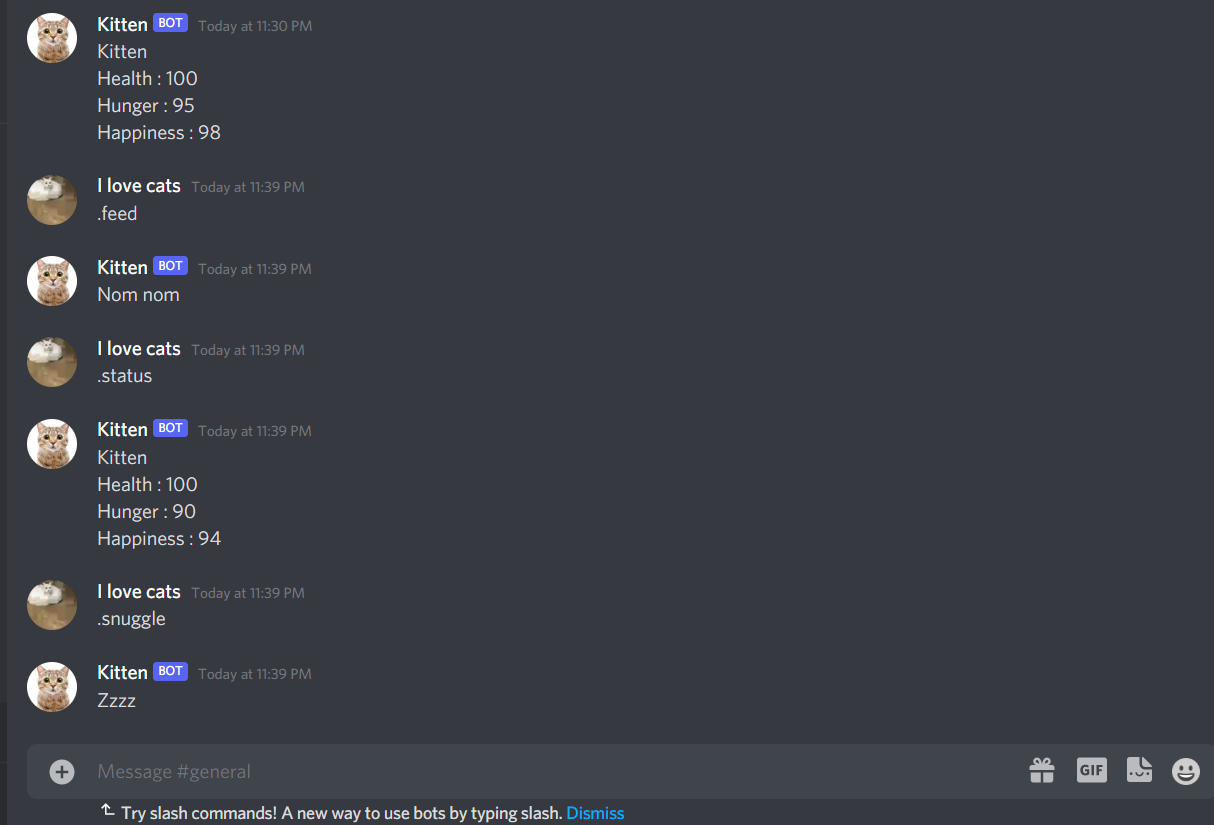 Kitten BOT Today at 11:30 PM
Kitten
Health : 100
Hunger : 95
Happiness : 98
I love cats Today at 11:39 PM
.feed
Kitten BOT Today at 11:39 PM
Nom nom
I love cats Today at 11:39 PM
.status
Kitten BOT Today at 11:39 PM
Kitten
Health : 100
Hunger : 90
Happiness : 94
I love cats Today at 11:39 PM
.snuggle
Kitten BOT Today at 11:39 PM
Zzzz
Message #general
GIF
Try slash commands! A new way to use bots by typing slash. Dismiss